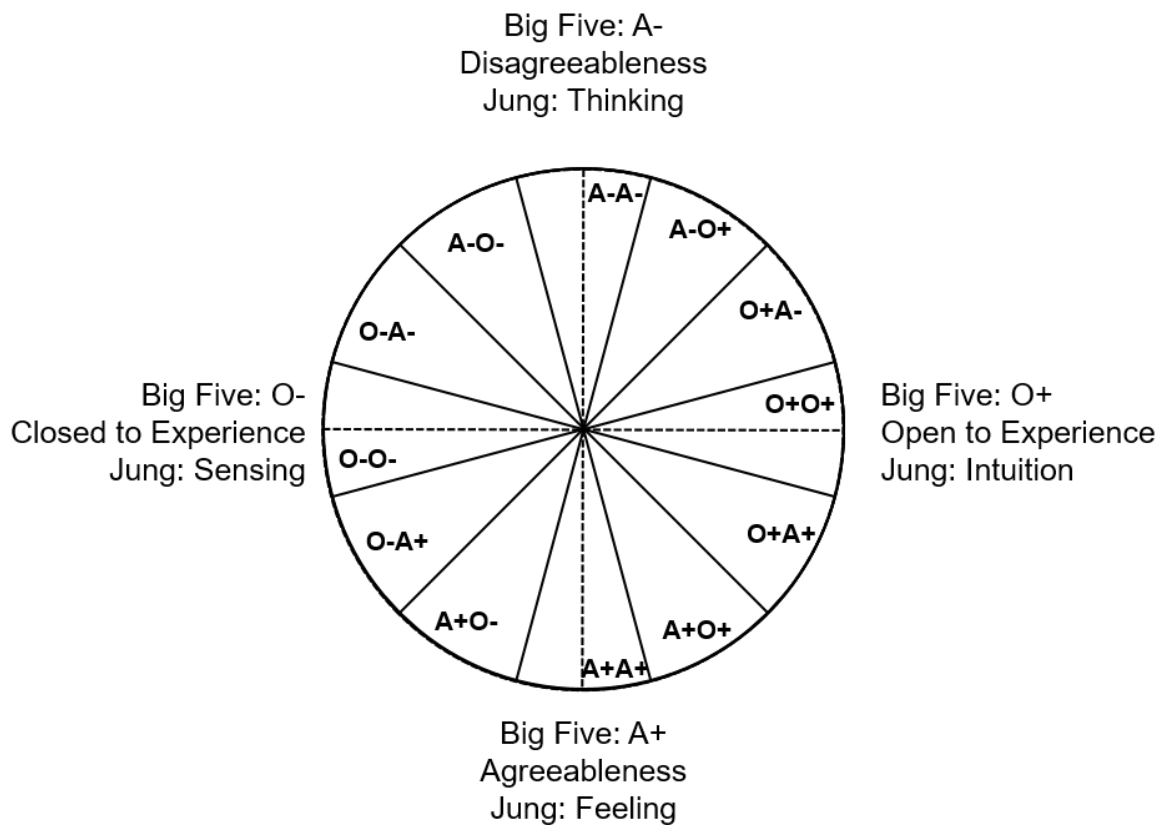 Big Five: A-
Disagreeableness
Jung: Thinking
A-A-
A-O+
A-O-
O+A-
O-A-
O+O+
Big Five: O-
Closed to Experience
Jung: Sensing
Big Five: O+
Open to Experience
Jung: Intuition
O-O-
O+A+
O-A+
A+O-
A+O+
A+A+
Big Five: A+
Agreeableness
Jung: Feeling